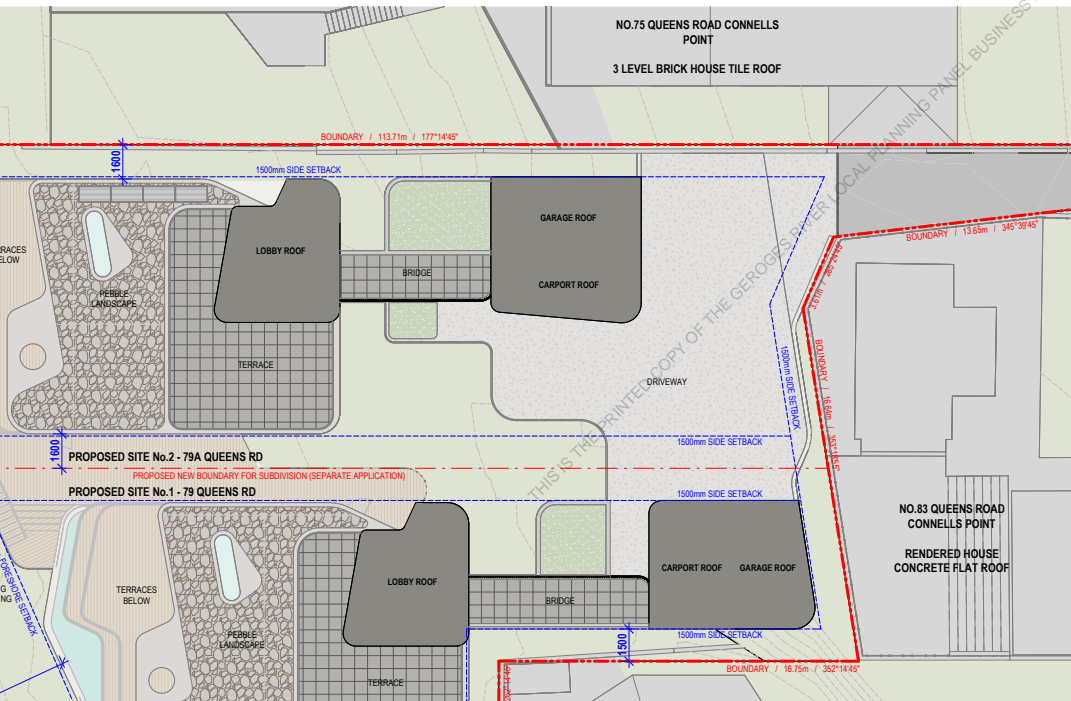 NO.75 QUEENS ROAD CONNELLS
POINT
3 LEVEL BRICK HOUSE TILE ROOF
BOUNDARY / 113.71m / 177°14'45"
1600
1500mm SIDE SETBACK
GARAGE ROOF
CARPORT ROOF
LOBBY ROOF
BRIDGE
RACES
ELOW
PEBBLE
LANDSCAPE
TERRACE
DRIVEWAY
BOUNDARY / 13.65m / 345°39'45"
1500mm SIDE SETBACK
BOUNDARY / 16.64m /
THIS IS THE PRINTED COPY OF THE GEROGES RIVER LOCAL PLANNING PANEL BUSINESS
1600
1500mm SIDE SETBACK
PROPOSED SITE No.2 - 79A QUEENS RD
PROPOSED NEW BOUNDARY FOR SUBDIVISION (SEPARATE APPLICATION)
PROPOSED SITE No.1 - 79 QUEENS RD
1500mm SIDE SETBACK
NO.83 QUEENS ROAD
CONNELLS POINT
RENDERED HOUSE
CONCRETE FLAT ROOF
FORESHORE SETBACK
G
NG
TERRACES
BELOW
LOBBY ROOF
CARPORT ROOF
GARAGE ROOF
BRIDGE
PEBBLE
LANDSCAPE
1500
1500mm SIDE SETBACK
BOUNDARY / 16.75m / 352°14'45"
TERRACE